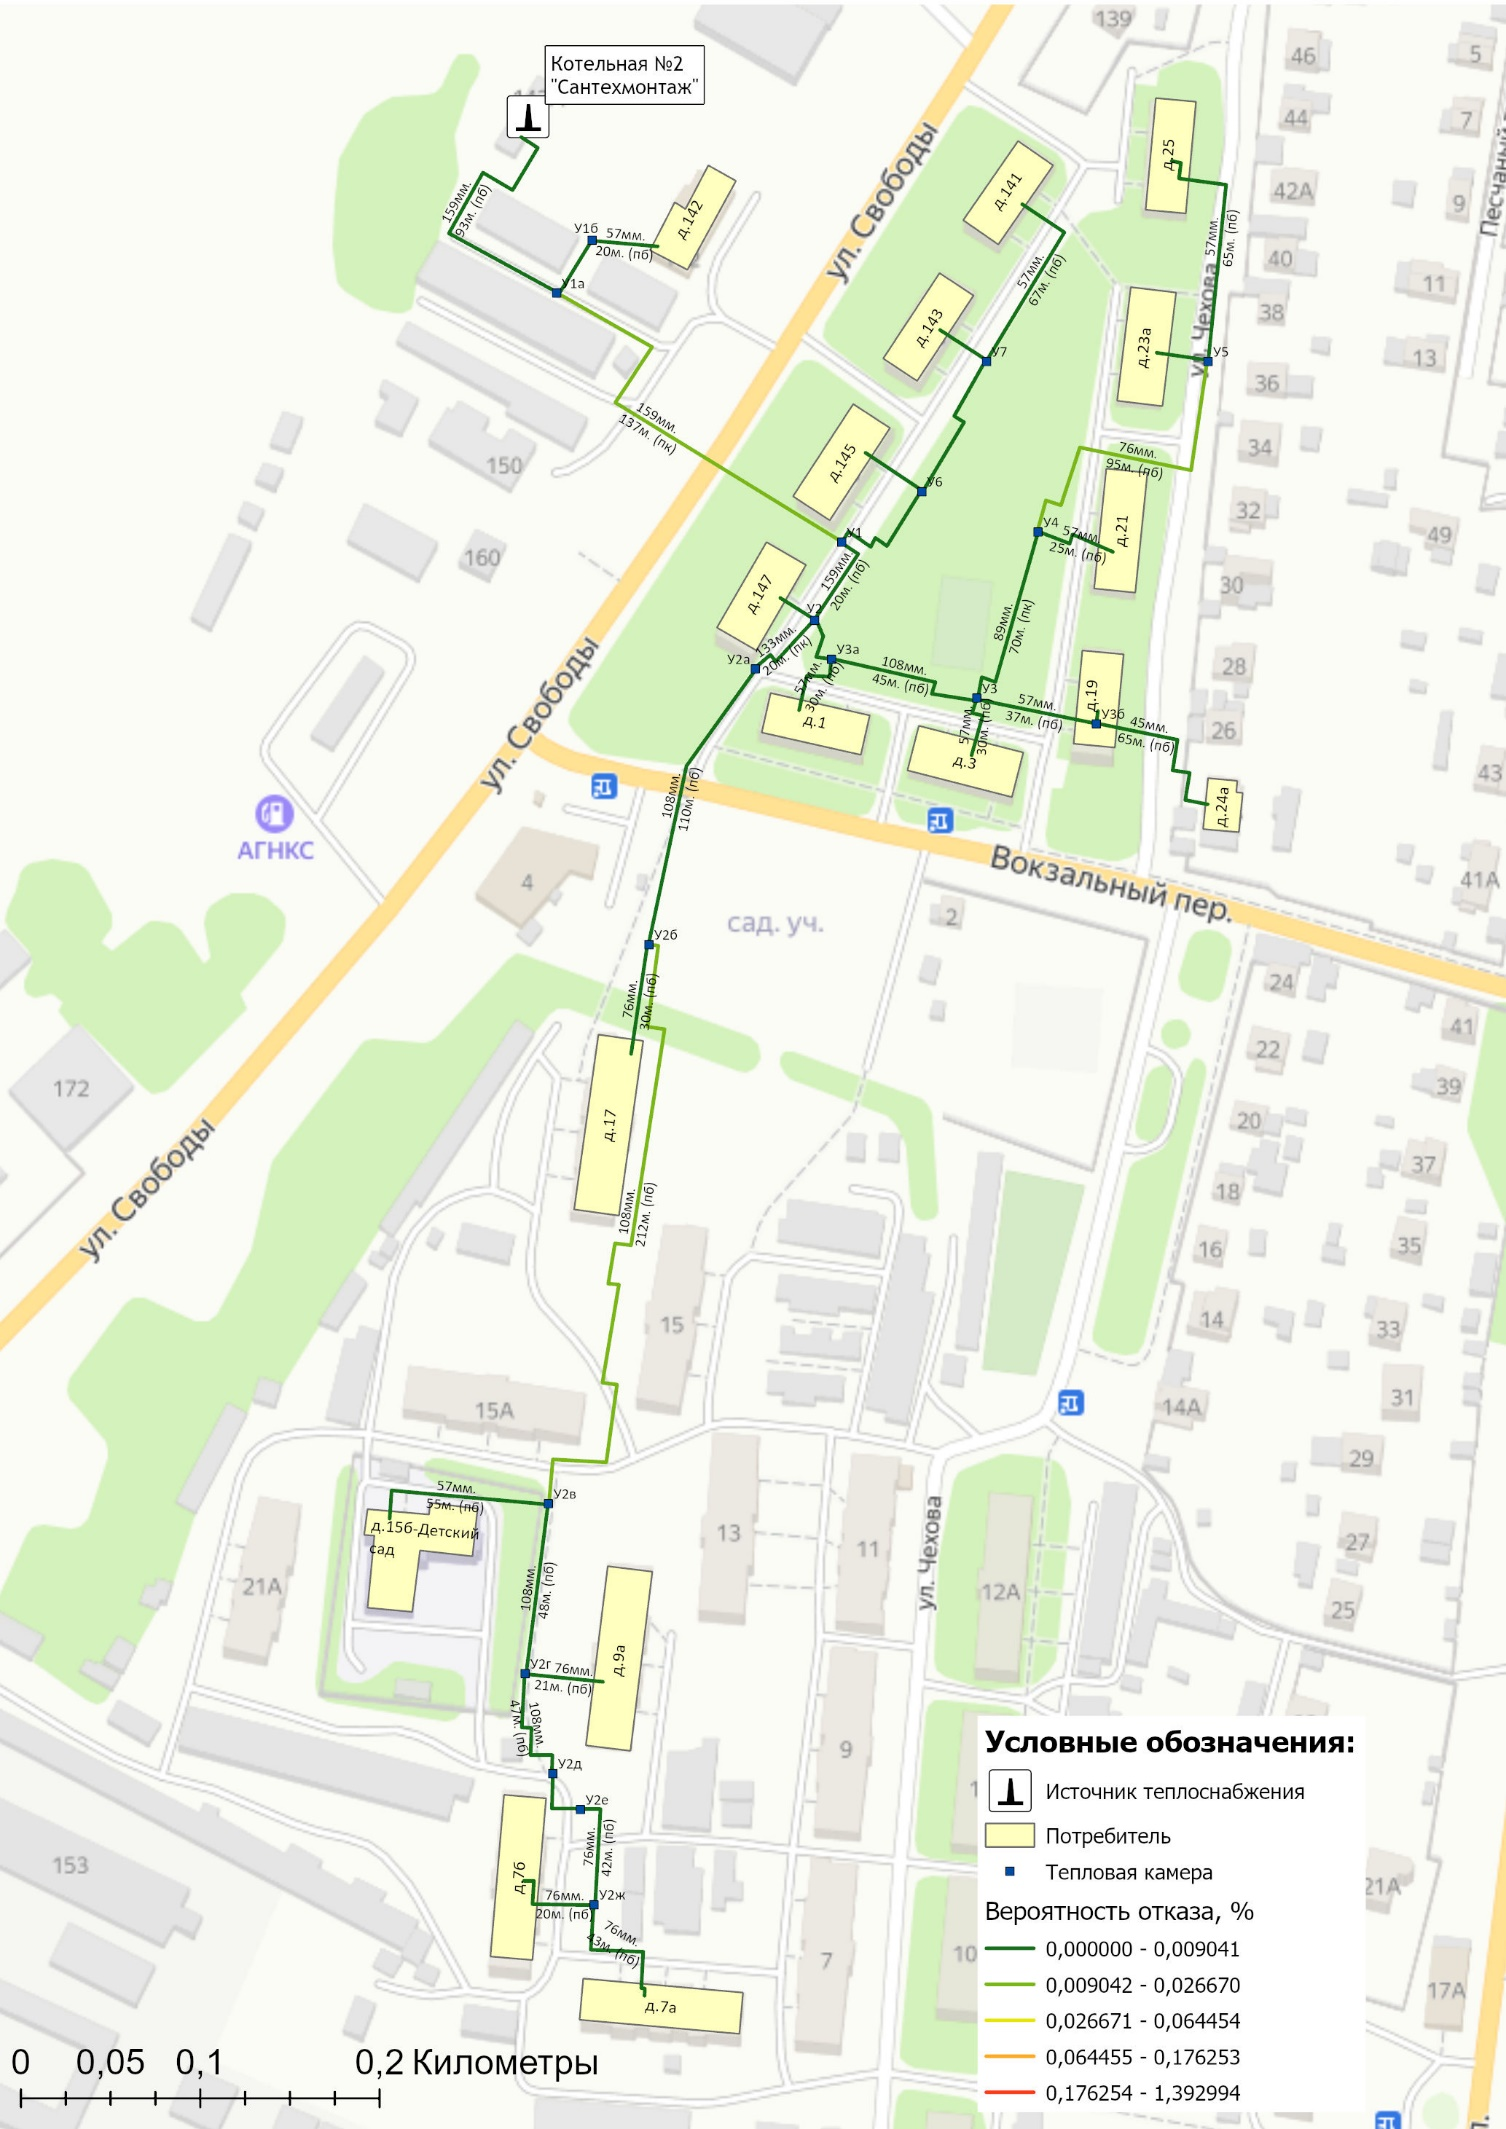 139
46
5
Котельная №2
"Сантехмонтаж"
44
7
ул. Свободы
д.25
д.141
42А
9
Песчаный
159мм.
93м. (пб)
У1б
57мм.
20м. (пб)
д.142
57мм.
65м. (пб)
40
У1а
57мм.
67м. (пб)
11
ул. Чехова
38
д.143
д.23а
У7
У5
13
36
159мм.
137м. (пк)
34
150
д.145
76мм.
95м. (пб)
У6
32
49
У4
57мм.
25м. (пб)
д.21
У1
160
159мм.
20м. (пб)
30
д.147
У2
89мм.
70м. (пк)
133мм.
20м. (пк)
У2а
У3а
108мм.
45м. (пб)
28
57мм.
30м. (пб)
У3
57мм.
37м. (пб)
д.19
У3б
45мм.
65м. (пб)
26
д.1
57мм.
30м. (пб)
д.3
ул. Свободы
43
108мм.
110м. (пб)
д.24а
АГНКС
Вокзальный пер.
41А
4
2
сад. уч.
У2б
24
76мм.
30м. (пб)
41
22
172
39
20
д.17
ул. Свободы
37
18
108мм.
212м. (пб)
16
35
15
14
33
15А
14А
31
29
57мм.
55м. (пб)
У2в
д.15б-Детский
сад
13
11
ул. Чехова
27
21А
12А
108мм.
48м. (пб)
25
д.9а
У2г
76мм.
21м. (пб)
108мм.
47м. (пб)
9
У2д
У2е
153
76мм.
42м. (пб)
д.7б
76мм.
20м. (пб)
У2ж
76мм.
43м. (пб)
7
10
21А
17А
д.7а
Условные обозначения:
Источник теплоснабжения
Потребитель
Тепловая камера
Вероятность отказа, %
0,000000 - 0,009041
0,009042 - 0,026670
0,026671 - 0,064454
0,064455 - 0,176253
0,176254 - 1,392994
0 0,05 0,1 0,2 Километры